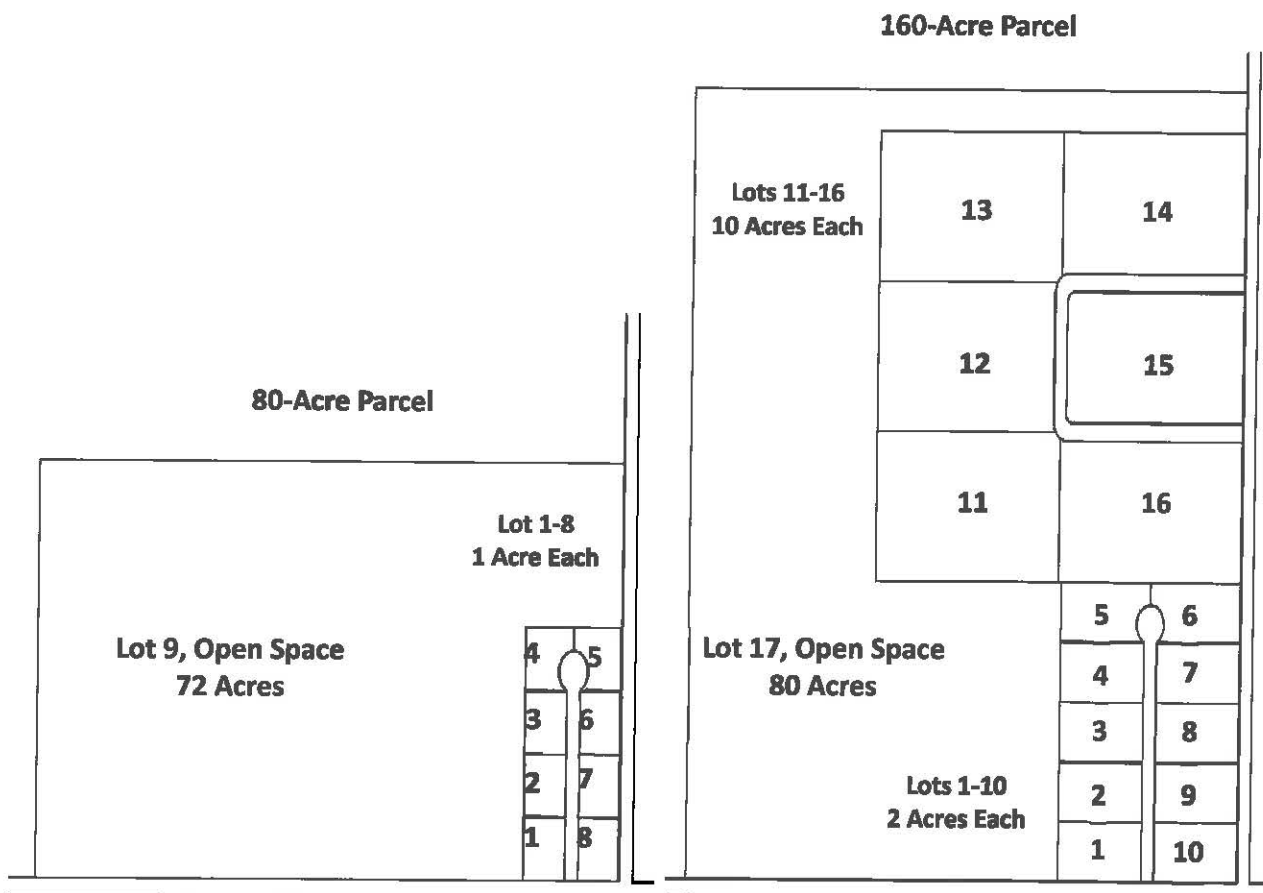 160-Acre Parcel
Lots 11-16
10 Acres Each
13
14
12
15
11
16
Lot 17, Open Space
80 Acres
5
6
4
7
3
8
Lots 1-10
2 Acres Each
2
9
1
10
80-Acre Parcel
Lot 1-8
1 Acre Each
Lot 9, Open Space
72 Acres
4
5
3
6
2
7
1
8